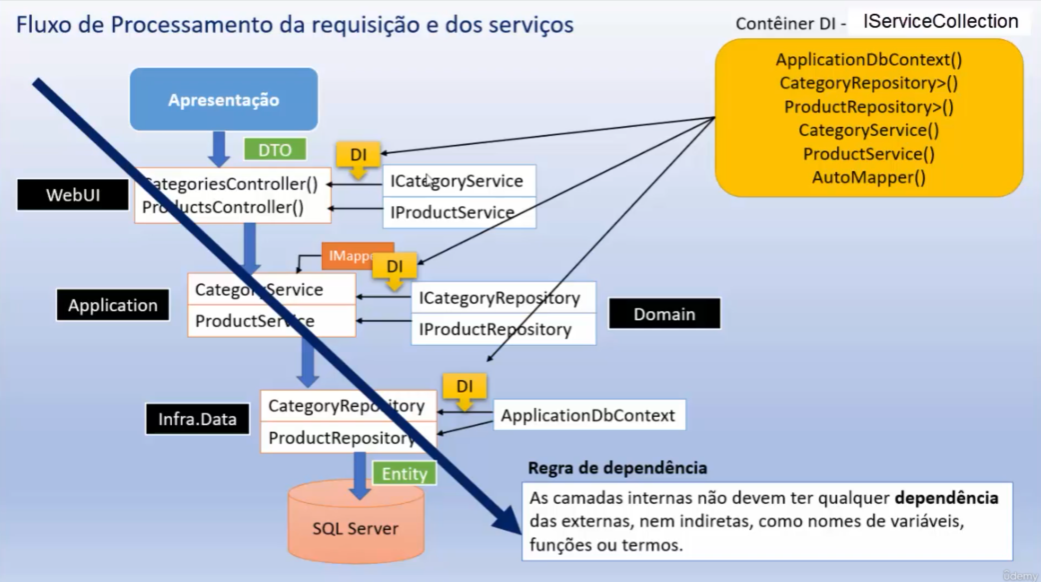 Fluxo de Processamento da requisição e dos serviços
Contêiner DI - IServiceCollection
ApplicationDbContext()
CategoryRepository>()
ProductRepository>()
CategoryService()
ProductService()
AutoMapper()
Apresentação
DTO
DI
WebUI
CategoriesController()
ProductsController()
ICategoryService
IProductService
IMapper
DI
Application
CategoryService
ProductService
ICategoryRepository
IProductRepository
Domain
DI
Infra.Data
CategoryRepository
ProductRepository
ApplicationDbContext
Entity
SQL Server
Regra de dependência
As camadas internas não devem ter qualquer dependência
das externas, nem indiretas, como nomes de variáveis,
funções ou termos.
Udemy